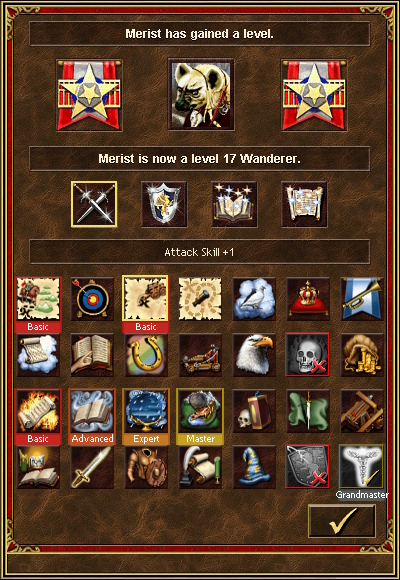 Merist has gained a level.
Merist is now a level 17 Wanderer.
Attack Skill +1
Basic
Basic
Basic
Advanced
Expert
Master
Grandmaster